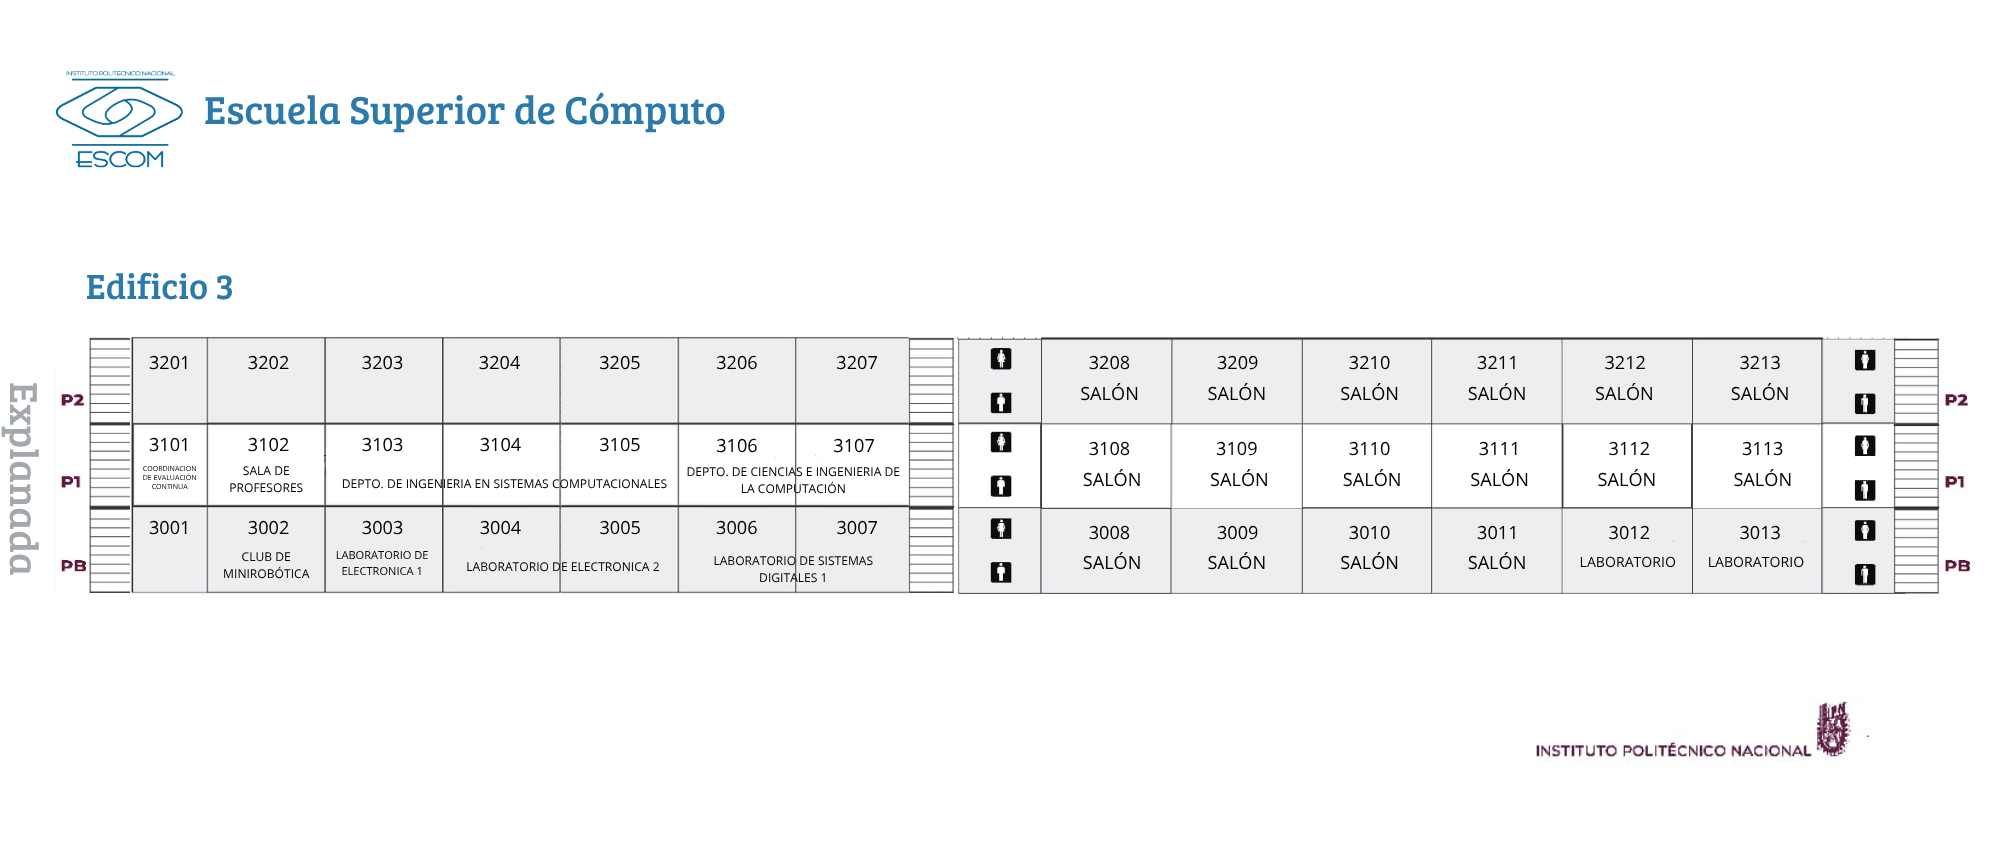 INSTITUTO POLITECNICO NACIONAL
ESCOM
Escuela Superior de Cómputo
Edificio 3
Explanada
P2
3201 3202 3203 3204 3205 3206 3207 3208 3209 3210 3211 3212 3213
SALÓN SALÓN SALÓN SALÓN SALÓN SALÓN
P2
P1
3101 3102 3103 3104 3105 3106 3107 3108 3109 3110 3111 3112 3113
COORDINACION
DE EVALUACIÓN
CONTINUA
SALA DE
PROFESORES
DEPTO. DE INGENIERIA EN SISTEMAS COMPUTACIONALES
DEPTO. DE CIENCIAS E INGENIERIA DE
LA COMPUTACIÓN
SALÓN SALÓN SALÓN SALÓN SALÓN SALÓN
P1
PB
3001 3002 3003 3004 3005 3006 3007 3008 3009 3010 3011 3012 3013
CLUB DE
MINIROBÓTICA
LABORATORIO DE
ELECTRONICA 1
LABORATORIO DE ELECTRONICA 2
LABORATORIO DE SISTEMAS
DIGITALES 1
SALÓN SALÓN SALÓN SALÓN LABORATORIO LABORATORIO
PB
INSTITUTO POLITÉCNICO NACIONAL
IPN